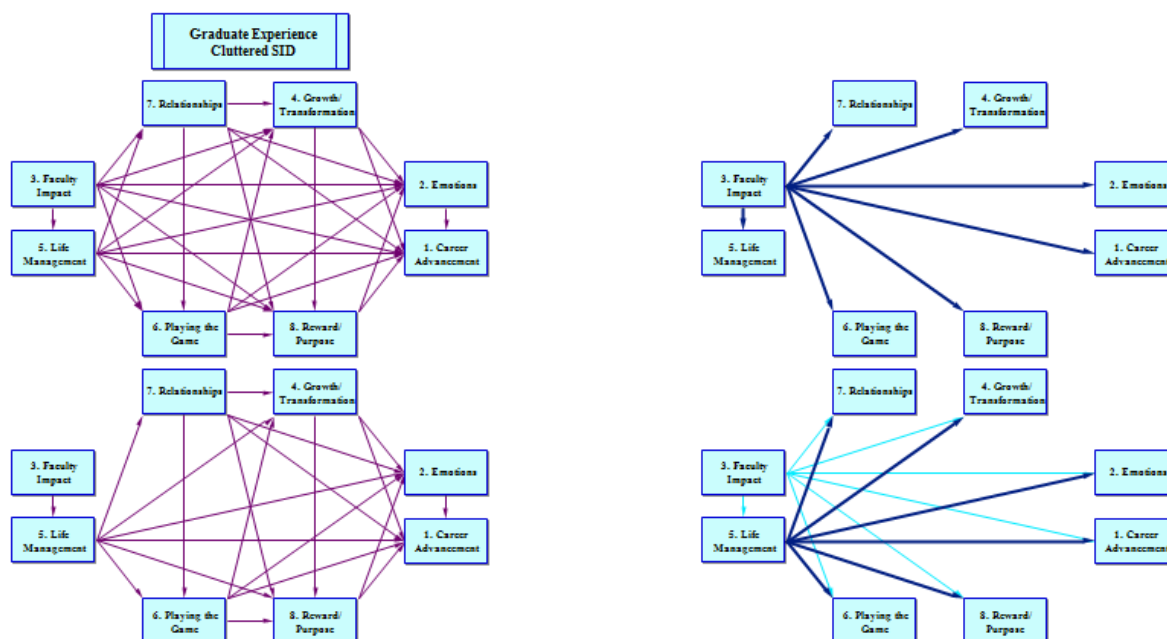 Graduate Experience
Cluttered SID
7. Relationships
4. Growth/
Transformation
3. Faculty
Impact
2. Emotions
5. Life
Management
1. Career
Advancement
6. Playing the
Game
8. Reward/
Purpose
7. Relationships
4. Growth/
Transformation
3. Faculty
Impact
2. Emotions
5. Life
Management
1. Career
Advancement
6. Playing the
Game
8. Reward/
Purpose
7. Relationships
4. Growth/
Transformation
3. Faculty
Impact
2. Emotions
5. Life
Management
1. Career
Advancement
6. Playing the
Game
8. Reward/
Purpose
7. Relationships
4. Growth/
Transformation
3. Faculty
Impact
2. Emotions
5. Life
Management
1. Career
Advancement
6. Playing the
Game
8. Reward/
Purpose